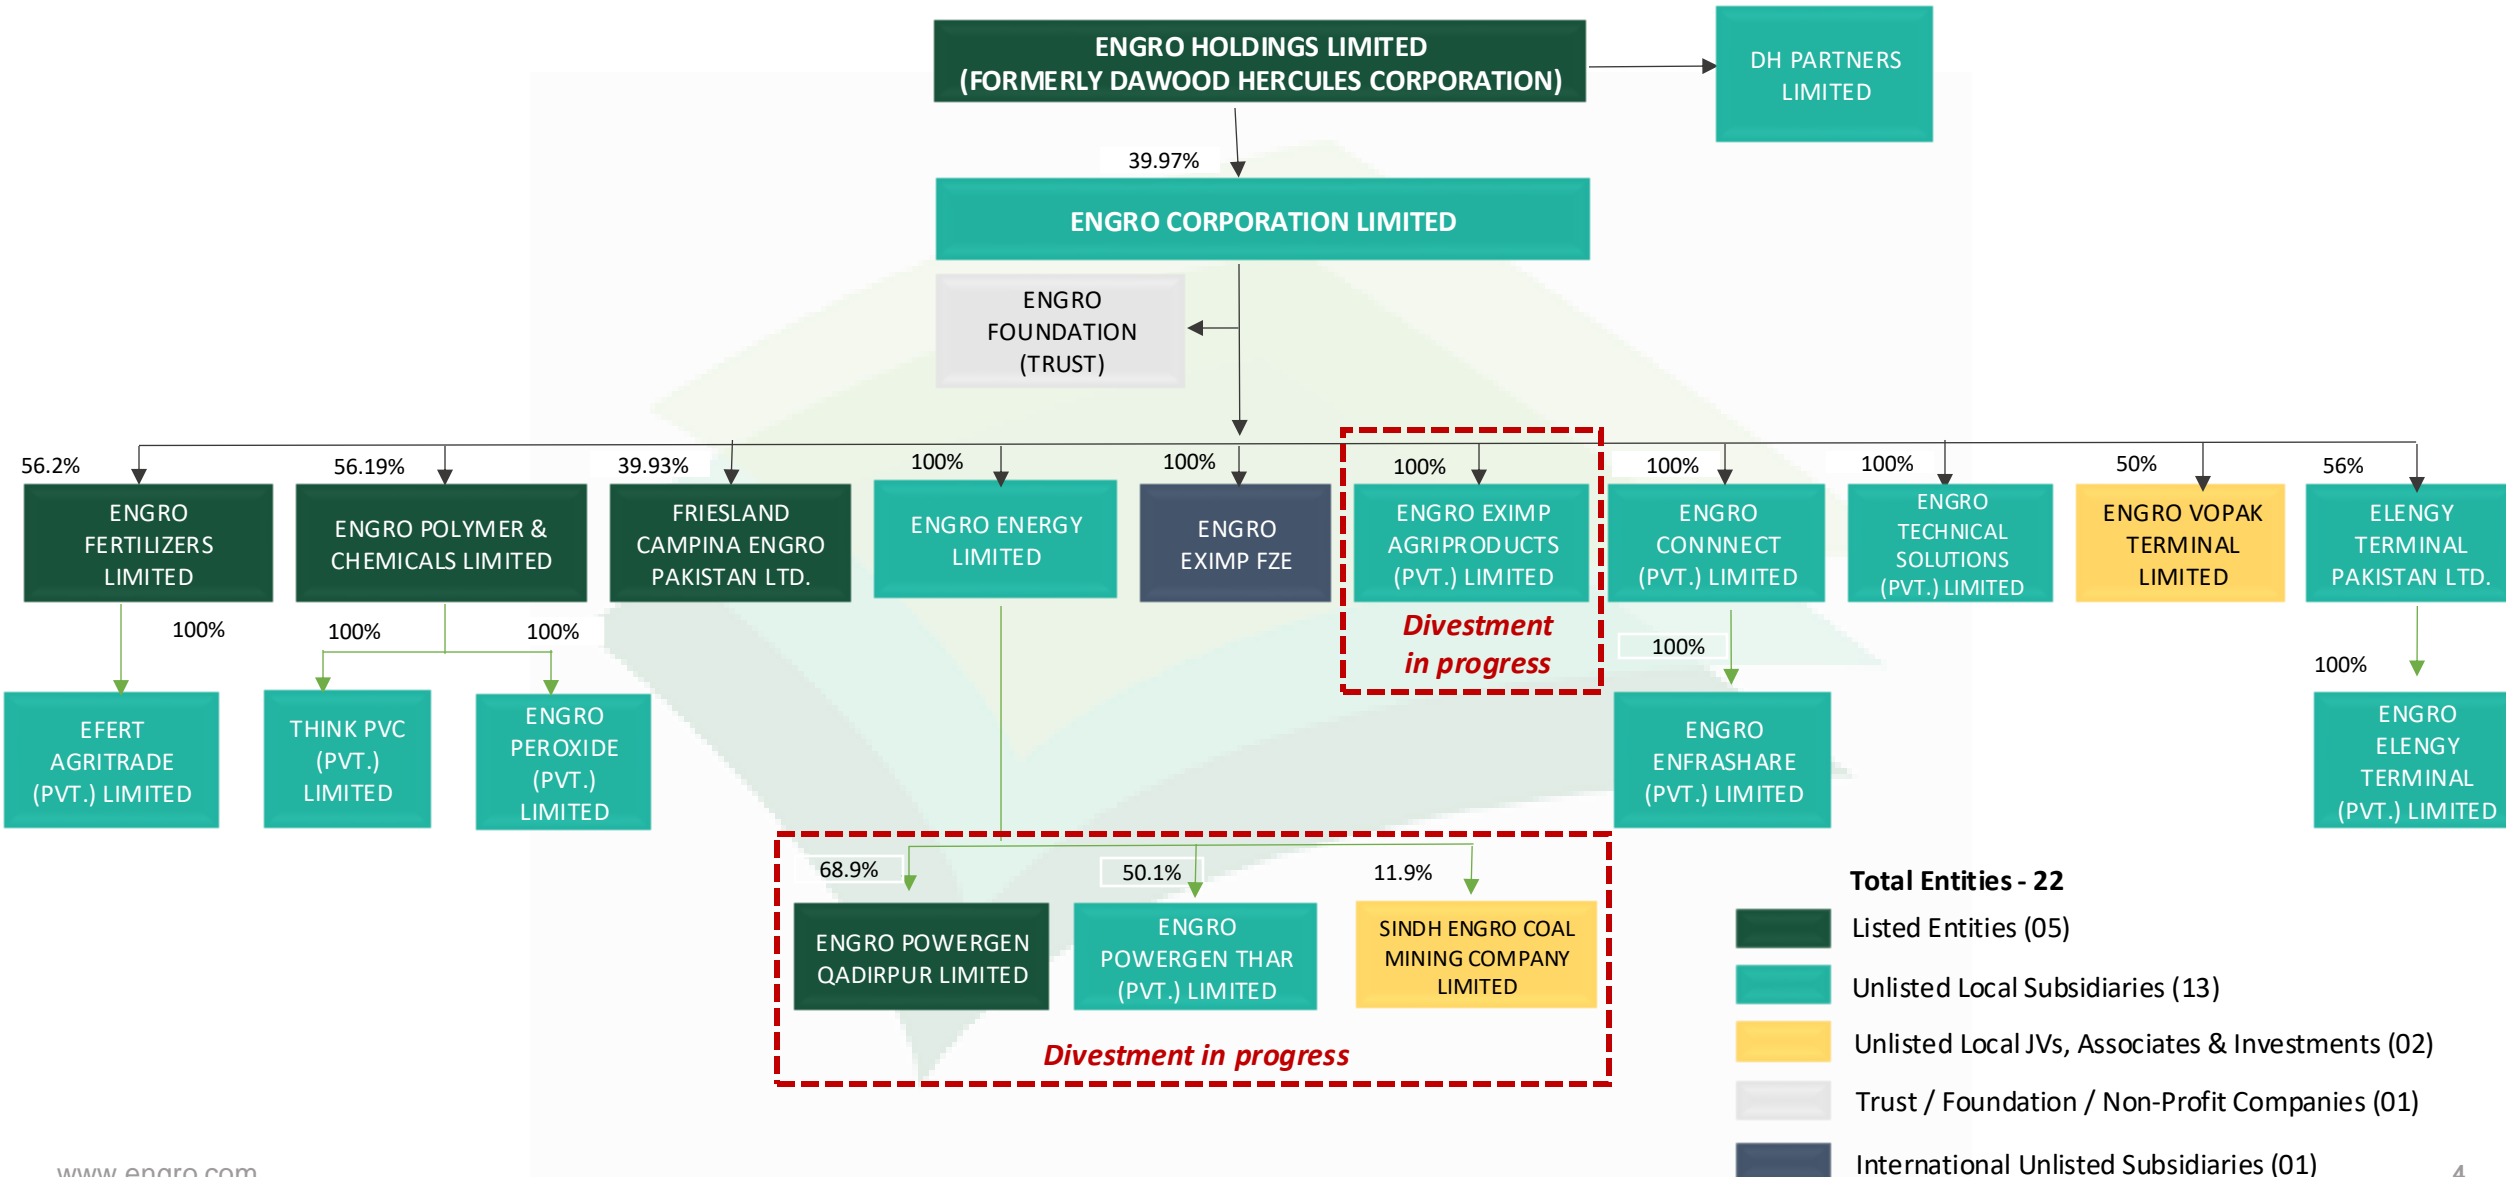 ENGRO HOLDINGS LIMITED
(FORMERLY DAWOOD HERCULES CORPORATION)
DH PARTNERS
LIMITED
39.97%
ENGRO CORPORATION LIMITED
ENGRO
FOUNDATION
(TRUST)
56.2%
ENGRO
FERTILIZERS
LIMITED
56.19%
ENGRO POLYMER &
CHEMICALS LIMITED
39.93%
FRIESLAND
CAMPINA ENGRO
PAKISTAN LTD.
100%
ENGRO ENERGY
LIMITED
100%
ENGRO
EXIMP FZE
100%
ENGRO EXIMP
AGRIPRODUCTS
(PVT.) LIMITED
Divestment
in progress
100%
ENGRO
CONNNECT
(PVT.) LIMITED
100%
ENGRO
TECHNICAL
SOLUTIONS
(PVT.) LIMITED
50%
ENGRO VOPAK
TERMINAL
LIMITED
56%
ELENGY
TERMINAL
PAKISTAN LTD.
100%
EFERT
AGRITRADE
(PVT.) LIMITED
100%
THINK PVC
(PVT.)
LIMITED
100%
ENGRO
PEROXIDE
(PVT.)
LIMITED
100%
ENGRO
ENFRASHARE
(PVT.) LIMITED
100%
ENGRO
ELENGY
TERMINAL
(PVT.) LIMITED
68.9%
ENGRO POWERGEN
QADIRPUR LIMITED
50.1%
ENGRO
POWERGEN THAR
(PVT.) LIMITED
11.9%
SINDH ENGRO COAL
MINING COMPANY
LIMITED
Divestment in progress
Total Entities - 22
Listed Entities (05)
Unlisted Local Subsidiaries (13)
Unlisted Local JVs, Associates & Investments (02)
Trust / Foundation / Non-Profit Companies (01)
International Unlisted Subsidiaries (01)
www.engro.com
4